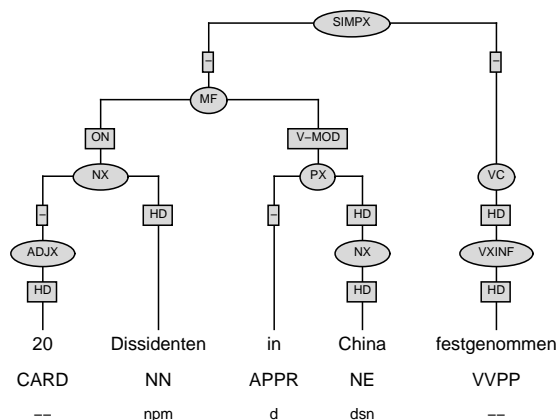 SIMPX
– –
MF
ON V–MOD
NX PX VC
– HD – HD HD
ADJX NX VXINF
HD HD HD
20 Dissidenten in China festgenommen
CARD NN APPR NE VVPP
–– npm d dsn ––